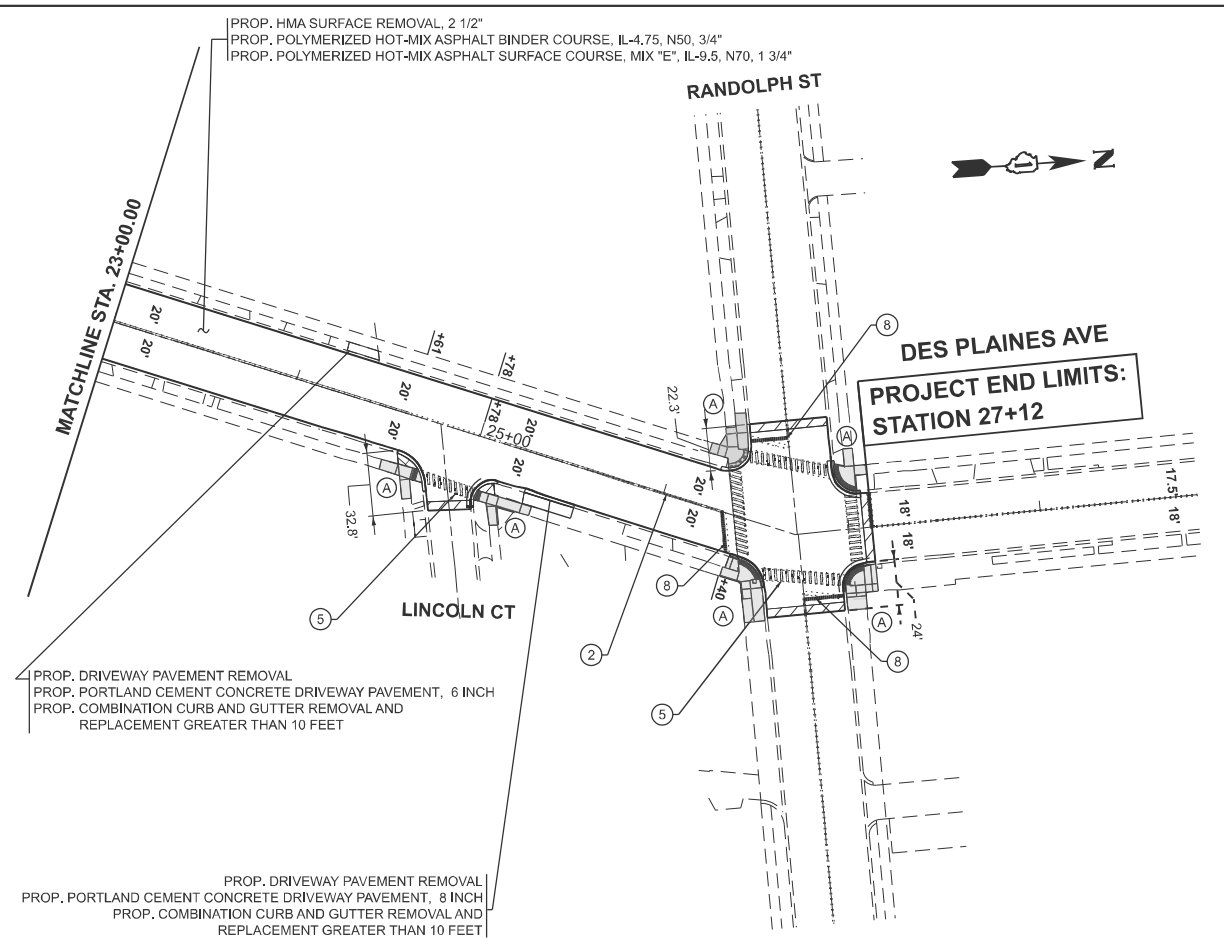 PROP. HMA SURFACE REMOVAL, 2 1/2"
PROP. POLYMERIZED HOT-MIX ASPHALT BINDER COURSE, IL-4.75, N50, 3/4"
PROP. POLYMERIZED HOT-MIX ASPHALT SURFACE COURSE, MIX "E", IL-9.5, N70, 1 3/4"
RANDOLPH ST
1
N
MATCHLINE STA. 23+00.00
DES PLAINES AVE
PROJECT END LIMITS:
STATION 27+12
8
+61
+78
+78
25+00
20'
20'
20'
20'
20'
20'
20'
20'
22.3'
A
A
17.5'
18'
18'
18'
32.8'
A
A
8
+40
A
A
24'
LINCOLN CT
5
2
8
5
PROP. DRIVEWAY PAVEMENT REMOVAL
PROP. PORTLAND CEMENT CONCRETE DRIVEWAY PAVEMENT, 6 INCH
PROP. COMBINATION CURB AND GUTTER REMOVAL AND
REPLACEMENT GREATER THAN 10 FEET
PROP. DRIVEWAY PAVEMENT REMOVAL
PROP. PORTLAND CEMENT CONCRETE DRIVEWAY PAVEMENT, 8 INCH
PROP. COMBINATION CURB AND GUTTER REMOVAL AND
REPLACEMENT GREATER THAN 10 FEET